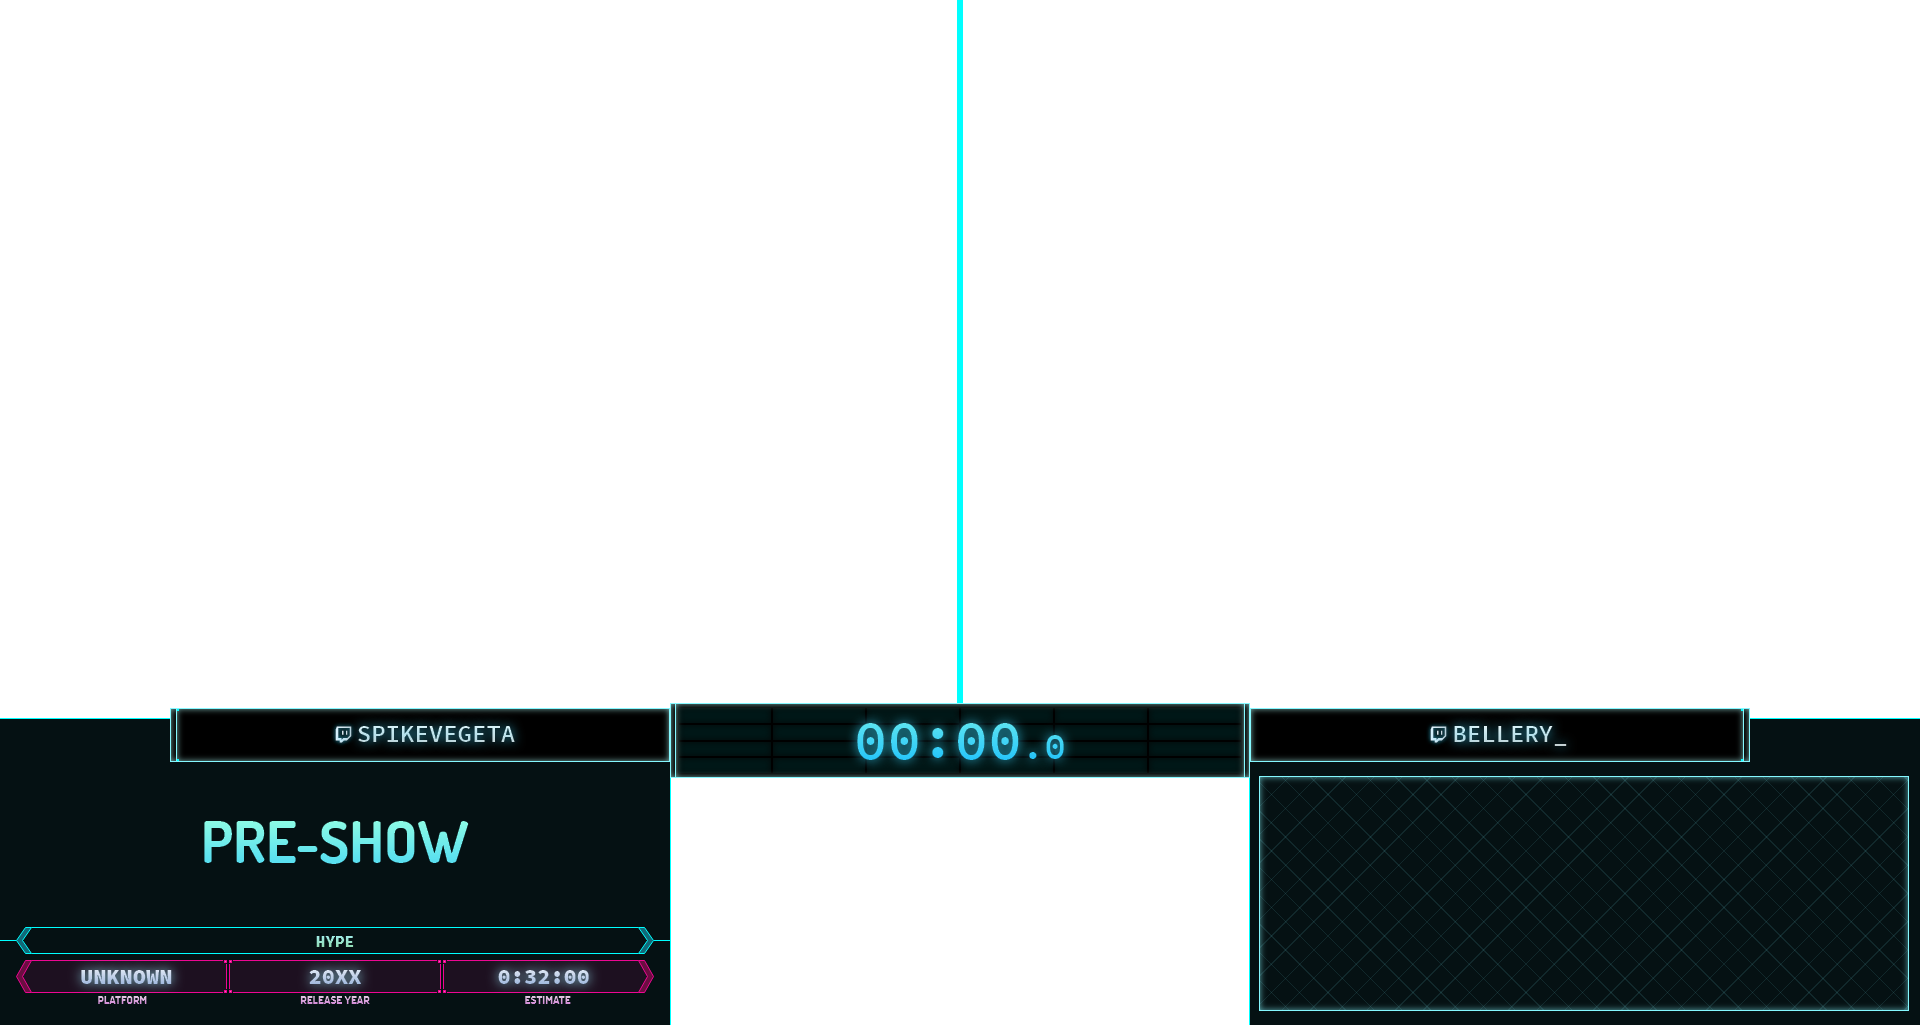 SPIKEVEGETA
00:00.0
BELLERY_
PRE-SHOW
HYPE
UNKNOWN
20XX
0:32:00
PLATFORM
RELEASE YEAR
ESTIMATE